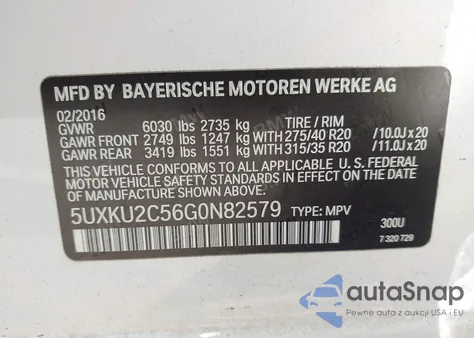 MFD BY BAYERISCHE MOTOREN WERKE AG
02/2016 TIRE / RIM
GVWR 6030 lbs 2735 kg
GAWR FRONT 2749 lbs 1247 kg WITH 275/40 R20 /10.0J x 20
GAWR REAR 3419 lbs 1551 kg WITH 315/35 R20 /11.0J x 20
THIS VEHICLE CONFORMS TO ALL APPLICABLE U. S. FEDERAL
MOTOR VEHICLE SAFETY STANDARDS IN EFFECT ON THE DATE
OF MANUFACTURE SHOWN ABOVE.
5UXKU2C56G0N82579 TYPE: MPV
300U
7 320 729
autoSnap
Pewne auta z aukcji USA - EU